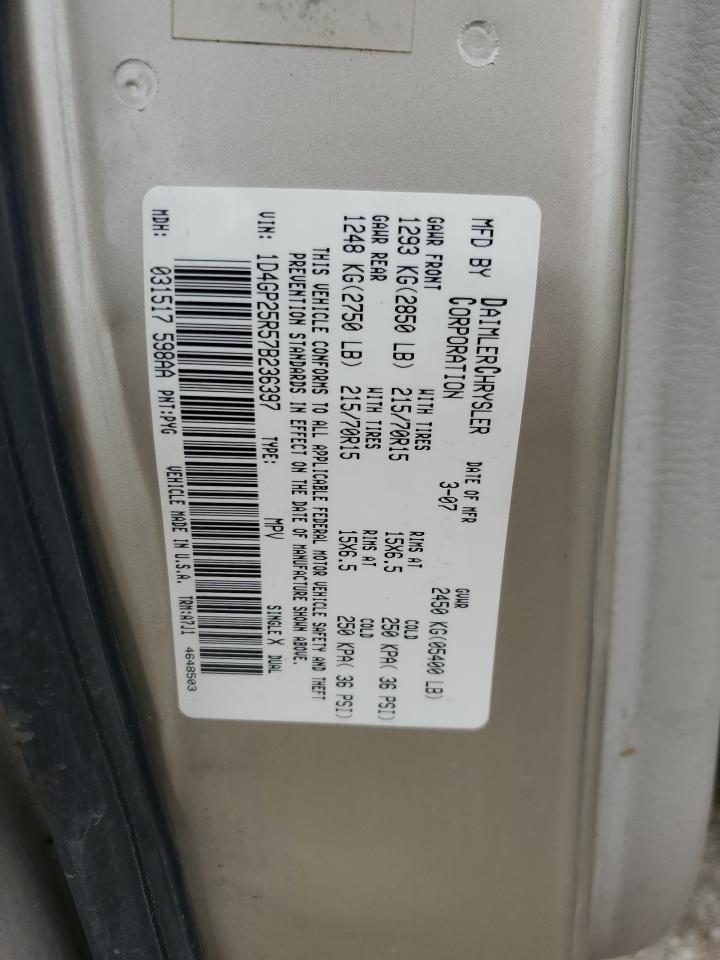 MFD BY DAIMLERCHRYSLER CORPORATION
DATE OF MFR 3-07
GVWR 2450 KG(05400 LB)
GAWR FRONT WITH TIRES RIMS AT COLD
1293 KG(2850 LB) 215/70R15 15X6.5 250 KPA( 36 PSI)
GAWR REAR WITH TIRES RIMS AT COLD
1248 KG(2750 LB) 215/70R15 15X6.5 250 KPA( 36 PSI)
THIS VEHICLE CONFORMS TO ALL APPLICABLE FEDERAL MOTOR VEHICLE SAFETY AND THEFT
PREVENTION STANDARDS IN EFFECT ON THE DATE OF MANUFACTURE SHOWN ABOVE.
VIN: 1D4GP25R57B236397 TYPE: MPV SINGLE X DUAL
MDH: 031517 598AA PNT:PYG VEHICLE MADE IN U.S.A. TRM:A7J1 4648503